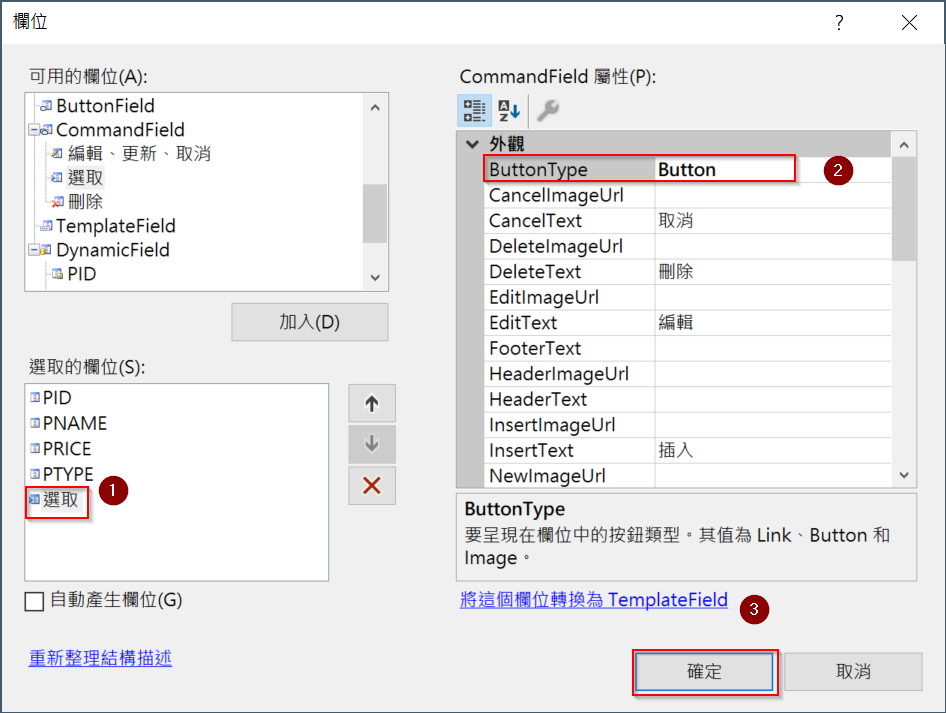 欄位
?
可用的欄位(A):
ButtonField
CommandField
編輯、更新、取消
選取
刪除
TemplateField
DynamicField
PID
加入(D)
選取的欄位(S):
PID
PNAME
PRICE
PTYPE
選取
1
自動產生欄位(G)
重新整理結構描述
CommandField 屬性(P):
外觀
ButtonType Button
2
CancelImageUrl
CancelText 取消
DeleteImageUrl
DeleteText 刪除
EditImageUrl
EditText 編輯
FooterText
HeaderImageUrl
HeaderText
InsertImageUrl
InsertText 插入
NewImageUrl
ButtonType
要呈現在欄位中的按鈕類型。其值為 Link、Button 和
Image。
將這個欄位轉換為 TemplateField
3
確定
取消